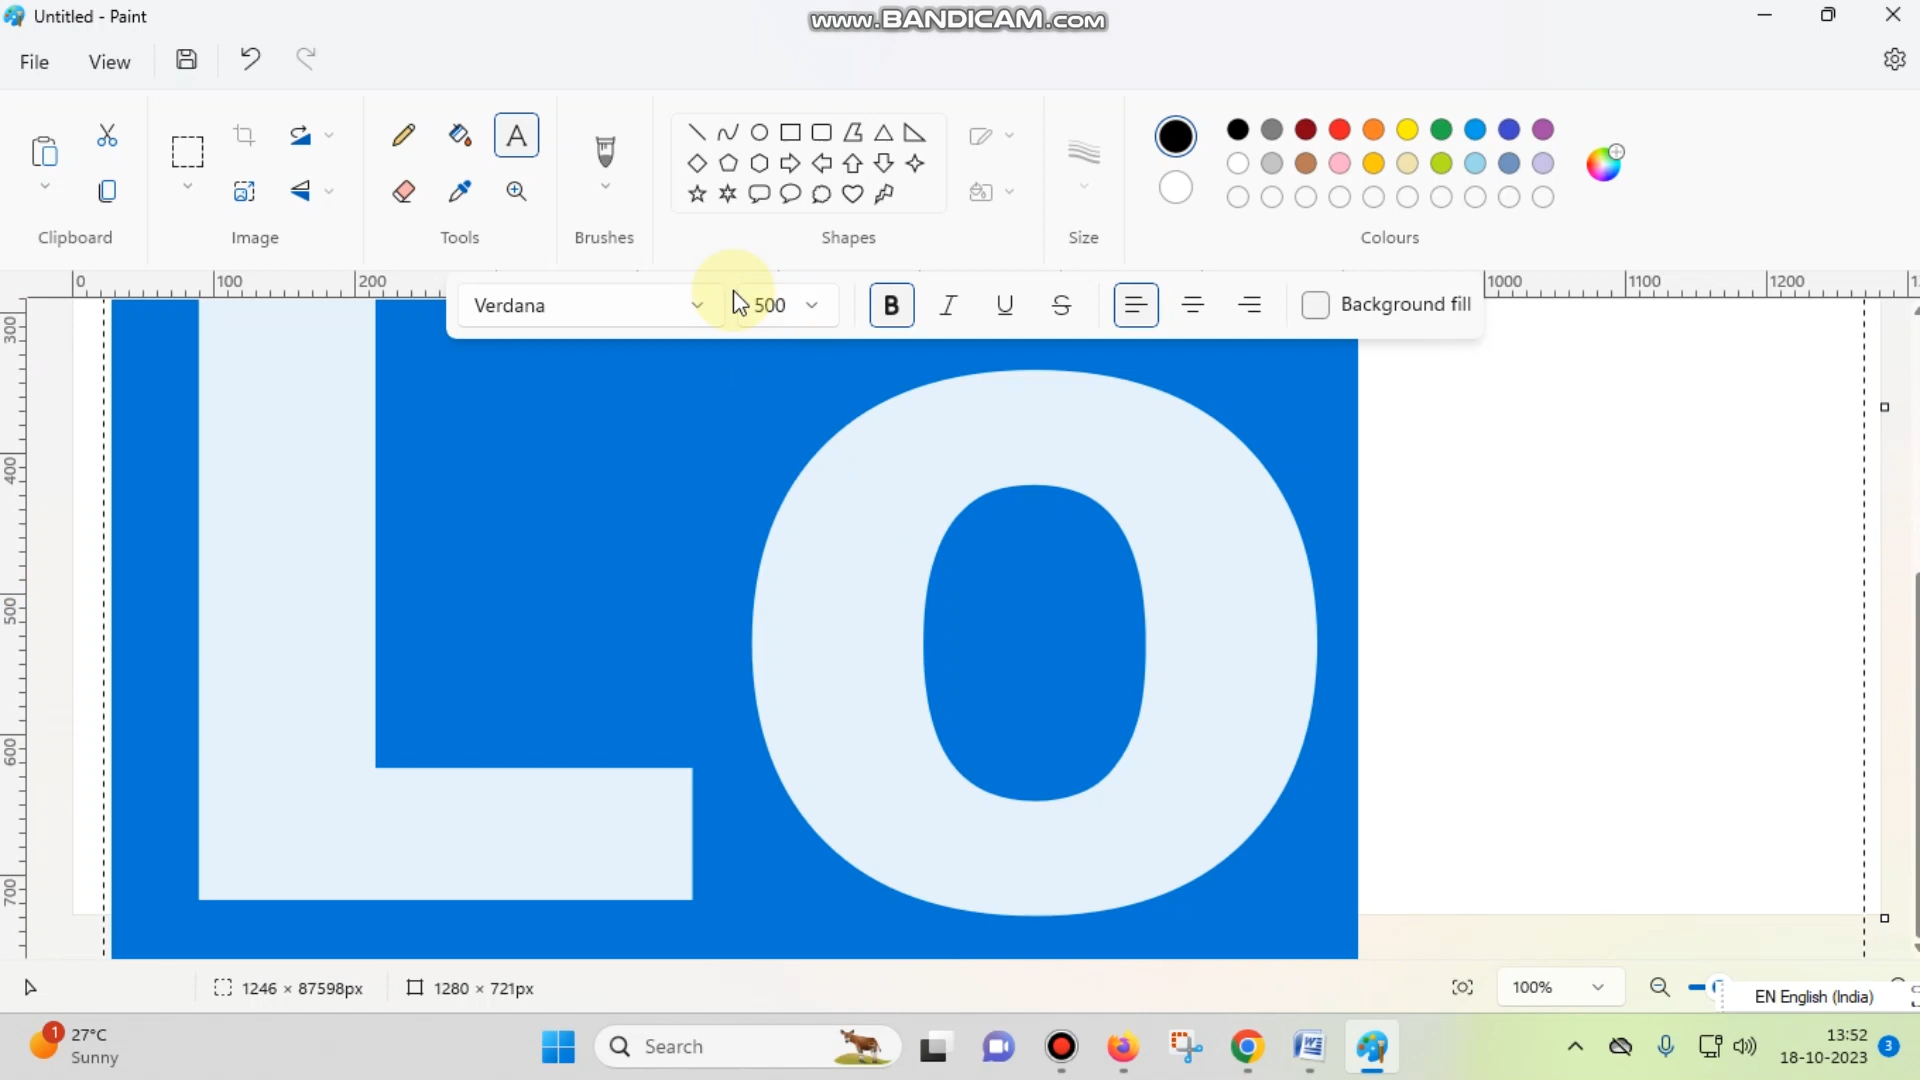 Untitled - Paint
www.BANDICAM.com
File View
Clipboard Image Tools Brushes Shapes Size Colours
0 100 200 1000 1100 1200
Verdana 500 B I U S Background fill
300
400
500
600
700
Lo
1246 × 87598px 1280 × 721px 100%
EN English (India)
1 27°C
Sunny
Search
13:52
18-10-2023 3